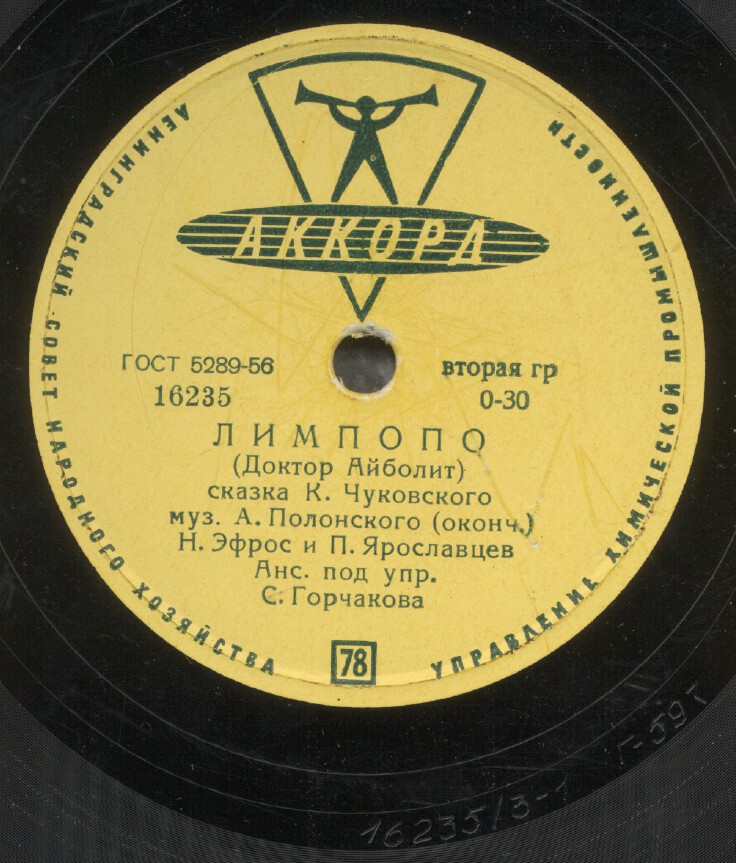 ЛЕНИНГРАДСКИЙ СОВЕТ НАРОДНОГО ХОЗЯЙСТВА
УПРАВЛЕНИЕ ХИМИЧЕСКОЙ ПРОМЫШЛЕННОСТИ
АККОРД
ГОСТ 5289-56 вторая гр
16235 0-30
ЛИМПОПО
(Доктор Айболит)
сказка К. Чуковского
муз. А. Полонского (оконч.)
Н. Эфрос и П. Ярославцев
Анс. под упр.
С. Горчакова
78
16235/3-1